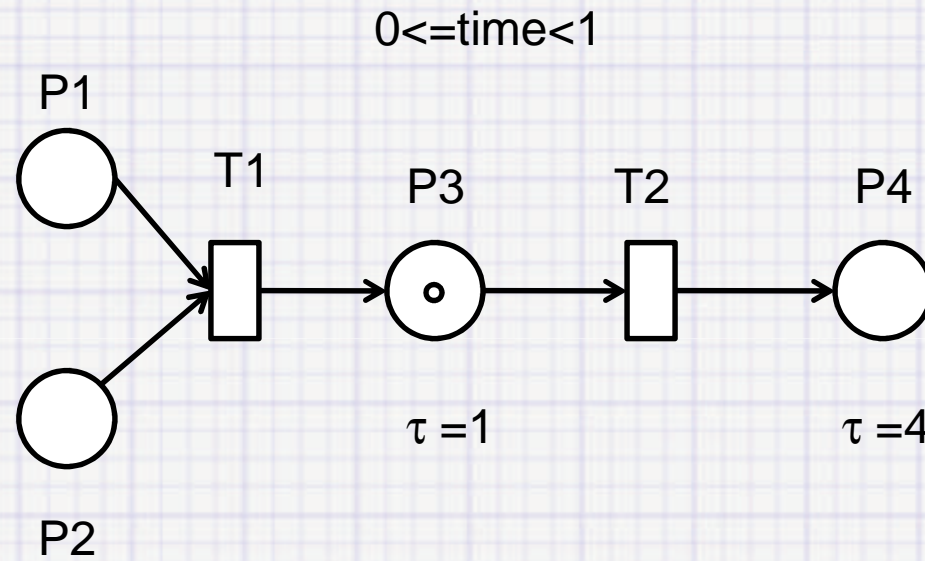 0<=time<1
P1
T1
P3
T2
P4
τ =1
τ =4
P2